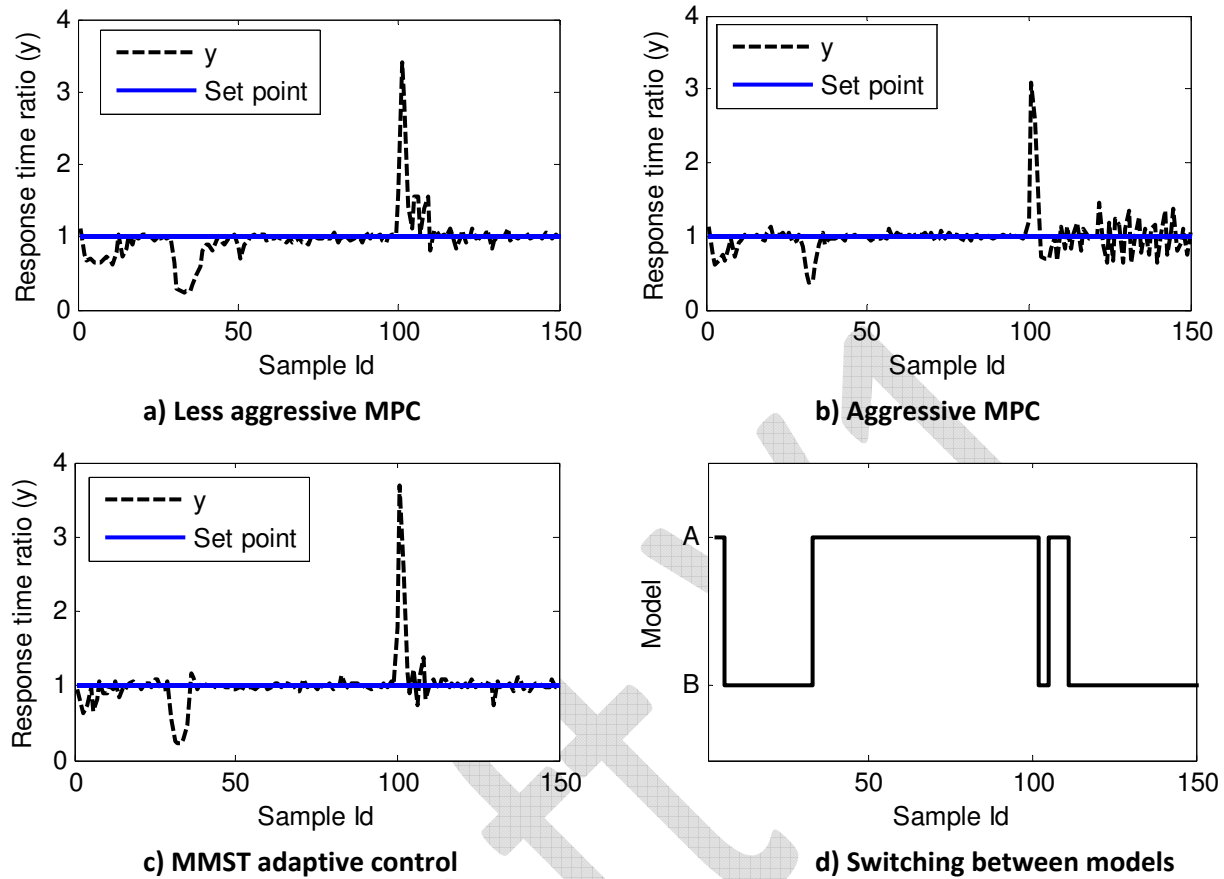 4
3
2
1
0
Response time ratio (y)
y
Set point
0 50 100 150
Sample Id
a) Less aggressive MPC
4
3
2
1
0
Response time ratio (y)
y
Set point
0 50 100 150
Sample Id
b) Aggressive MPC
4
3
2
1
0
Response time ratio (y)
y
Set point
0 50 100 150
Sample Id
c) MMST adaptive control
A
B
Model
50 100 150
Sample Id
d) Switching between models